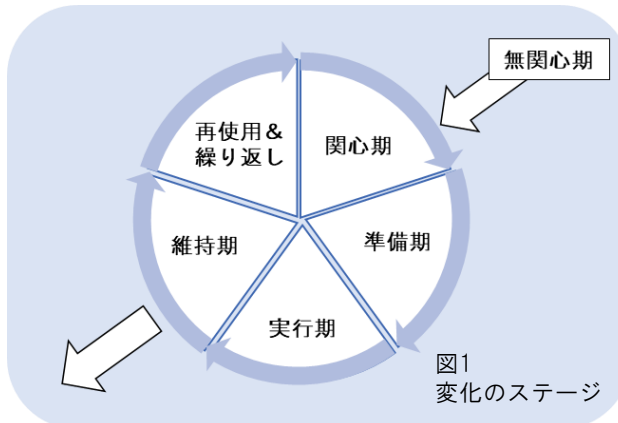 無関心期
関心期
準備期
実行期
維持期
再使用＆
繰り返し
図1
変化のステージ